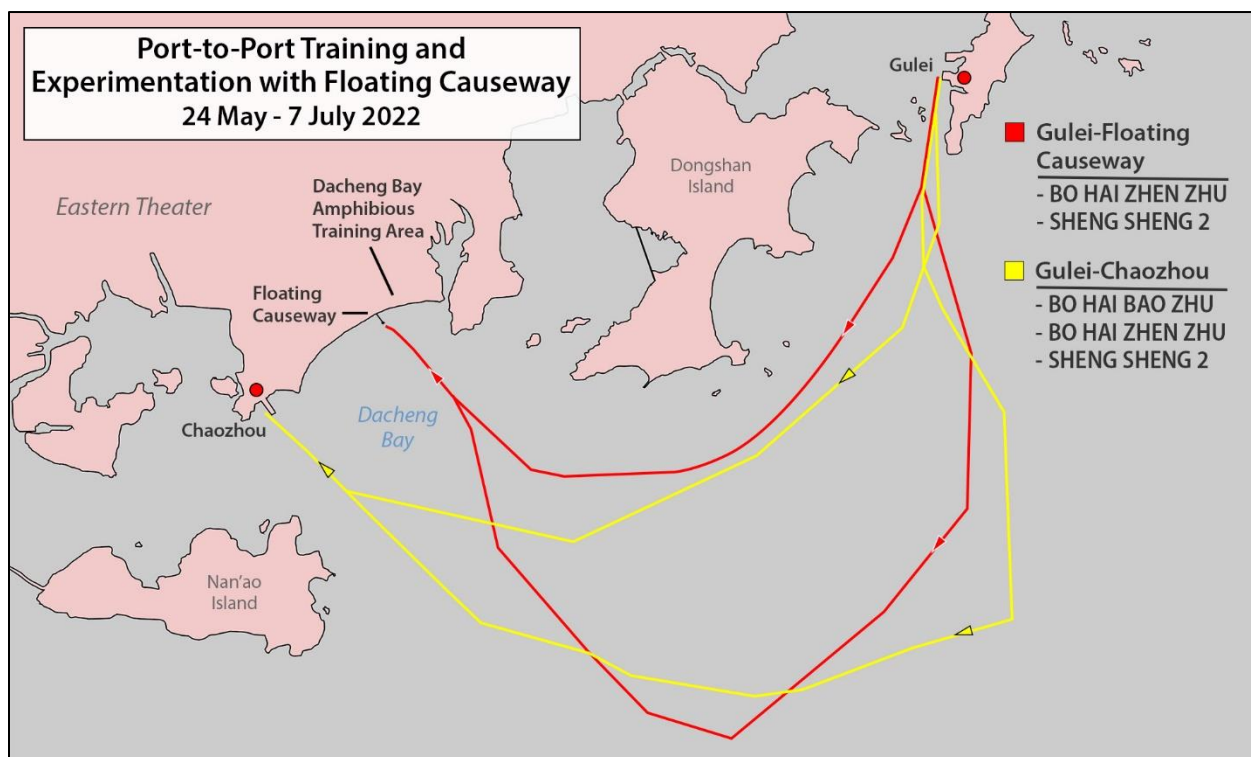 Port-to-Port Training and
Experimentation with Floating Causeway
24 May - 7 July 2022
Gulei
Gulei-Floating
Causeway
- BO HAI ZHEN ZHU
- SHENG SHENG 2
Gulei-Chaozhou
- BO HAI BAO ZHU
- BO HAI ZHEN ZHU
- SHENG SHENG 2
Dongshan
Island
Eastern Theater
Dacheng Bay
Amphibious
Training Area
Floating
Causeway
Chaozhou
Dacheng
Bay
Nan'ao
Island